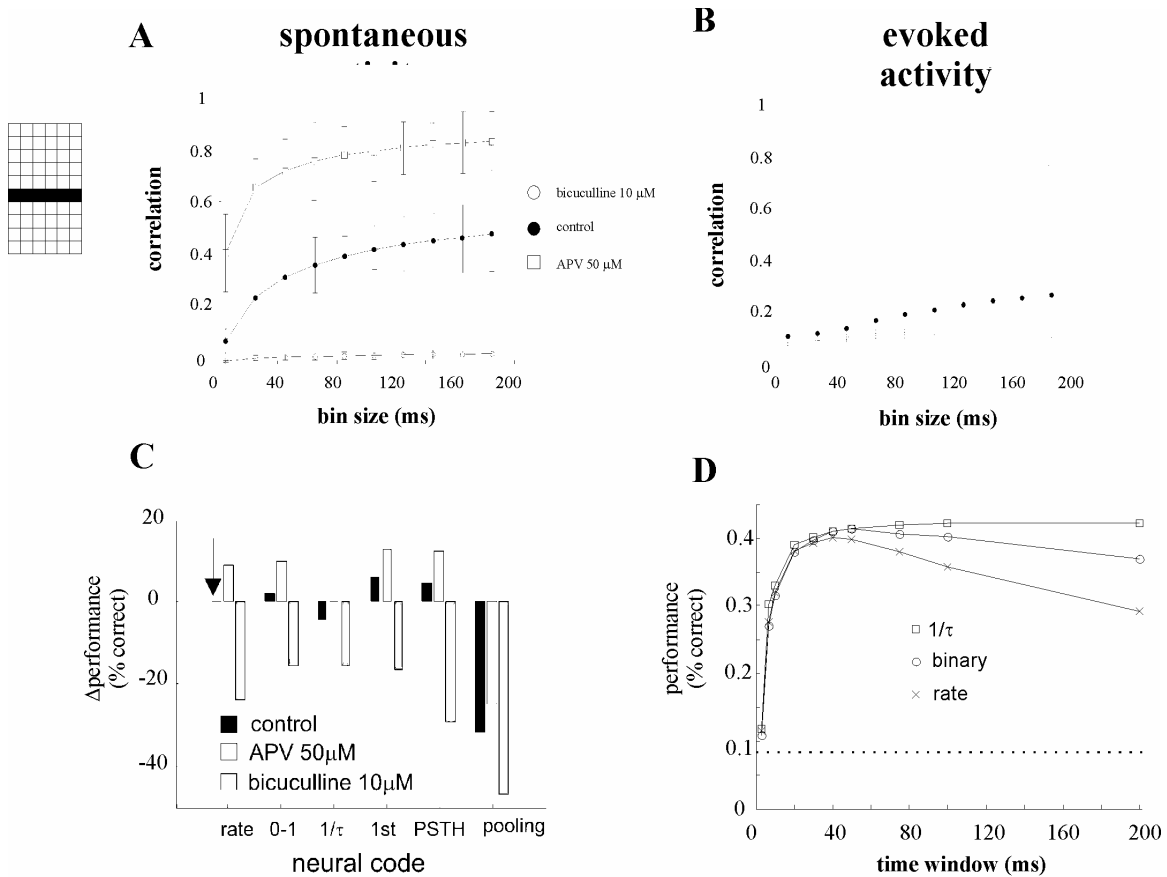 A
spontaneous
1
0.8
0.6
0.4
0.2
0
correlation
0 40 80 120 160 200
bin size (ms)
bicuculline 10 μM
control
APV 50 μM
B
evoked
activity
1
0.8
0.6
0.4
0.2
0
correlation
0 40 80 120 160 200
bin size (ms)
C
20
0
-20
-40
Δperformance
(% correct)
control
APV 50μM
bicuculline 10μM
rate 0-1 1/τ 1st PSTH pooling
neural code
D
0.4
0.3
0.2
0.1
0
performance
(% correct)
1/τ
binary
rate
0 40 80 120 160 200
time window (ms)